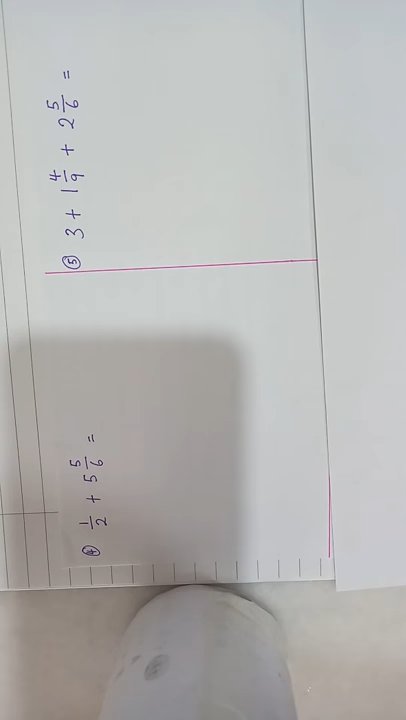 ④ 1/2 + 5 5/6 =
⑤ 3 + 1 4/9 + 2 5/6 =